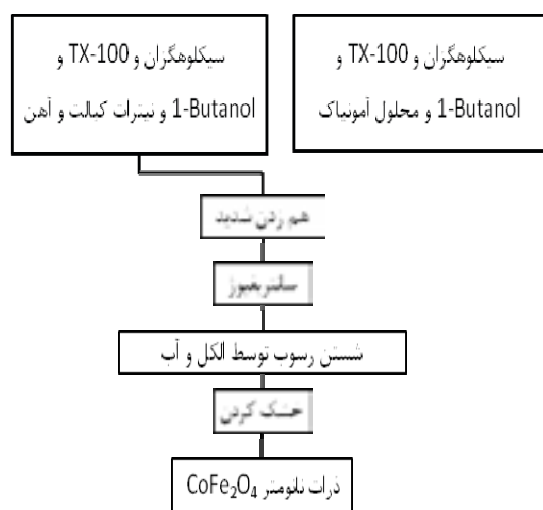 سیکلوهگزان و TX-100 و
1-Butanol و محلول آمونیاک
سیکلوهگزان و TX-100 و
1-Butanol و نیترات کبالت و آهن
هم زدن شدید
سانتریفیوژ
شستن رسوب توسط الکل و آب
خشک کردن
ذرات نانومتر CoFe₂O₄